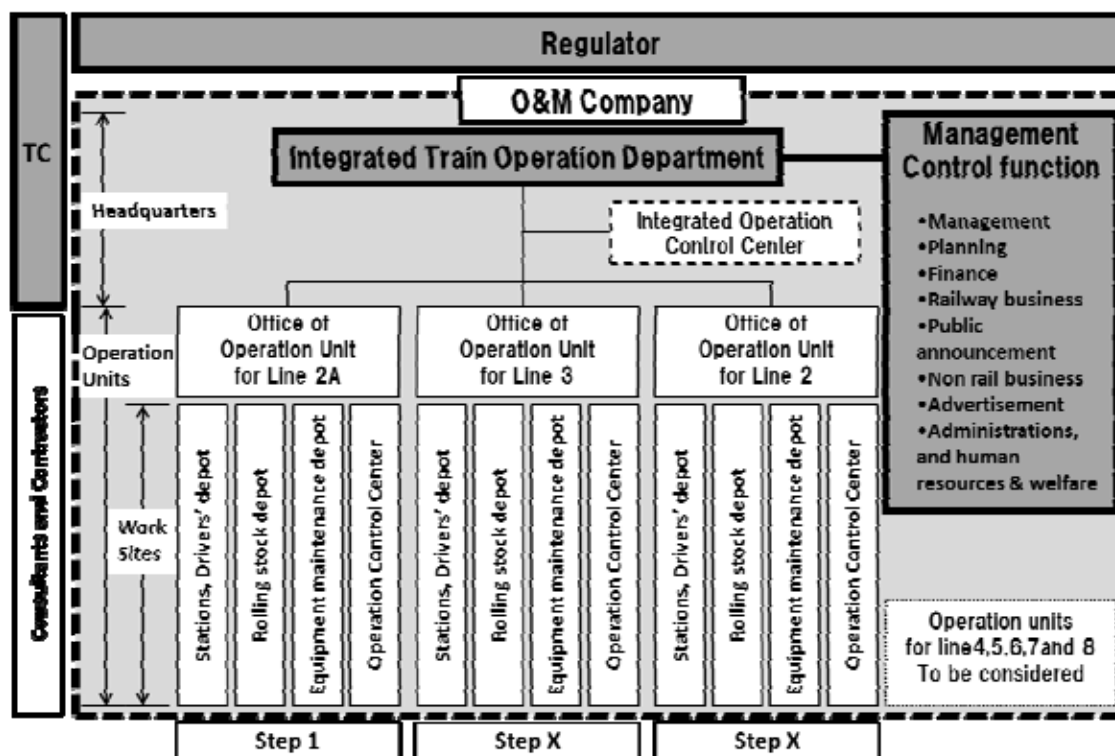 Regulator
O&M Company
TC
Integrated Train Operation Department
Management
Control function
•Management
•Planning
•Finance
•Railway business
•Public
announcement
•Non rail business
•Advertisement
•Administrations,
and human
resources & welfare
Headquarters
Integrated Operation
Control Center
Consultants and Contractors
Operation
Units
Work
Sites
Office of
Operation Unit
for Line 2A
Office of
Operation Unit
for Line 3
Office of
Operation Unit
for Line 2
Stations, Drivers' depot
Rolling stock depot
Equipment maintenance depot
Operation Control Center
Stations, Drivers' depot
Rolling stock depot
Equipment maintenance depot
Operation Control Center
Stations, Drivers' depot
Rolling stock depot
Equipment maintenance depot
Operation Control Center
Operation units
for line4,5.6,7and 8
To be considered
Step 1
Step X
Step X